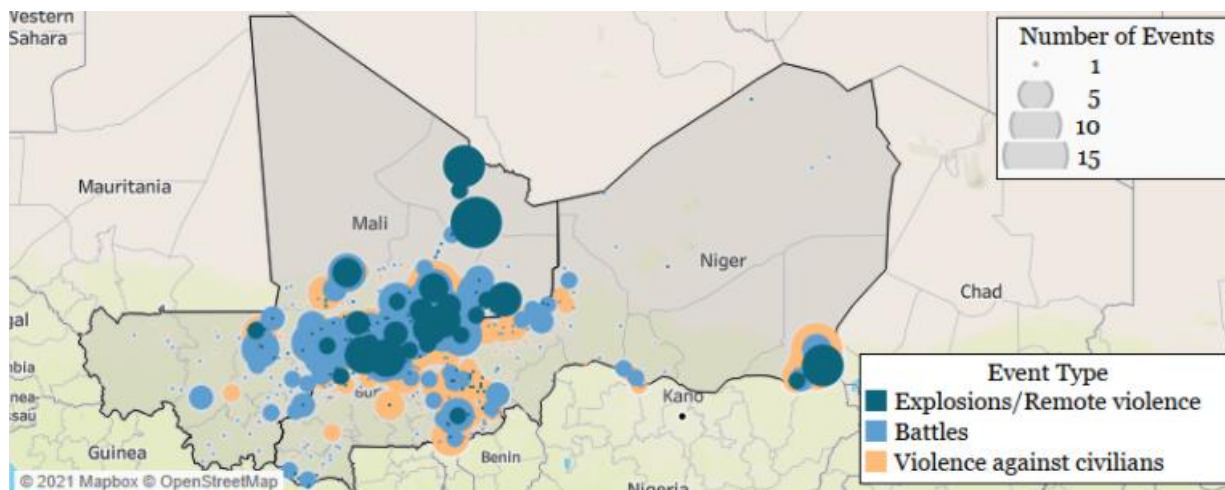 Western
Sahara
Number of Events
1
5
10
15
Mauritania
Mali
Niger
Chad
Event Type
Explosions/Remote violence
Battles
Violence against civilians
Kano
Guinea
Benin
Nigeria
© 2021 Mapbox © OpenStreetMap